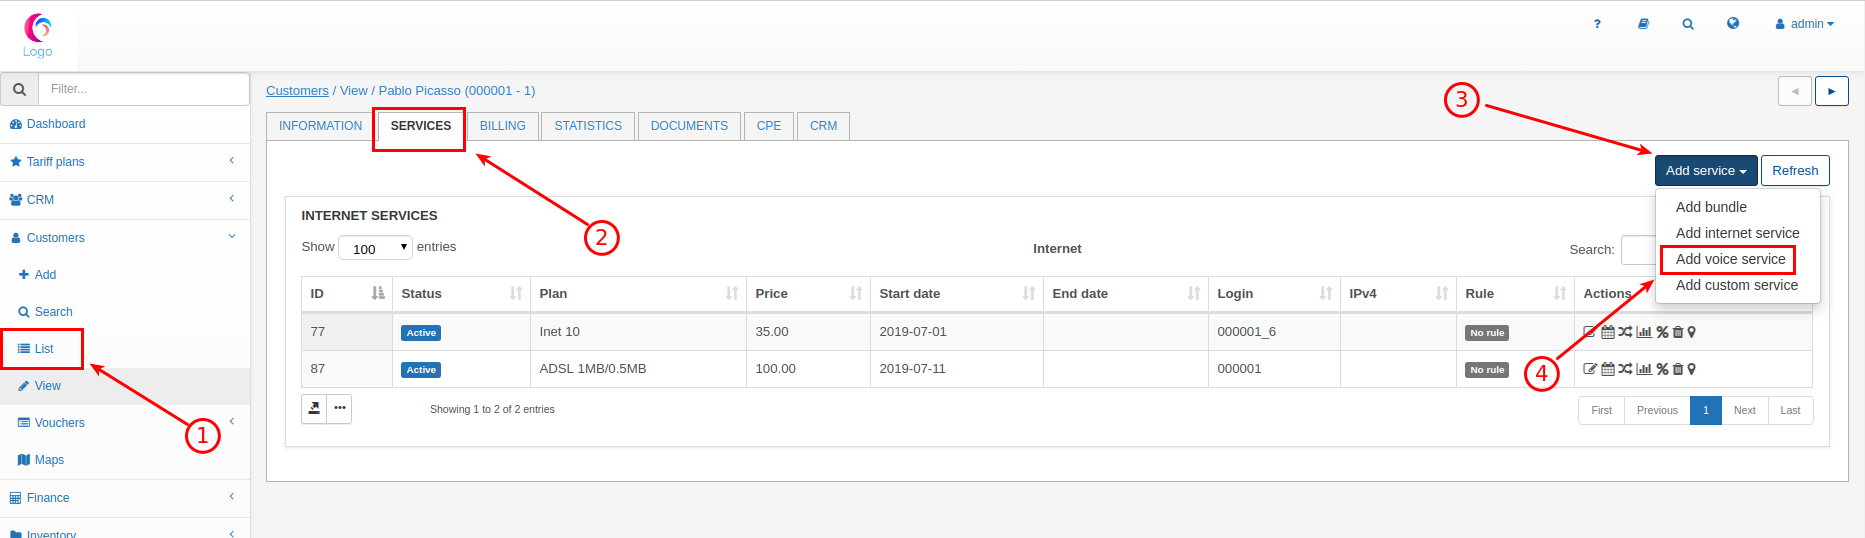 Logo
?
admin
Filter...
Dashboard
Tariff plans
CRM
Customers
Add
Search
List
View
Vouchers
Maps
Finance
Inventory
1
Customers / View / Pablo Picasso (000001 - 1)
INFORMATION SERVICES BILLING STATISTICS DOCUMENTS CPE CRM
2
3
Add service Refresh
Add bundle
Add internet service
Add voice service
Add custom service
4
INTERNET SERVICES
Show 100 entries
Internet
Search:
ID Status Plan Price Start date End date Login IPv4 Rule Actions
77 Active Inet 10 35.00 2019-07-01 000001_6 No rule
87 Active ADSL 1MB/0.5MB 100.00 2019-07-11 000001 No rule
Showing 1 to 2 of 2 entries
First Previous 1 Next Last